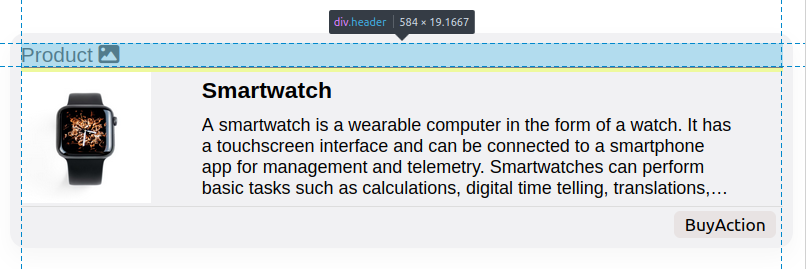 div.header 584 × 19.1667
Product
Smartwatch
A smartwatch is a wearable computer in the form of a watch. It has
a touchscreen interface and can be connected to a smartphone
app for management and telemetry. Smartwatches can perform
basic tasks such as calculations, digital time telling, translations,…
BuyAction